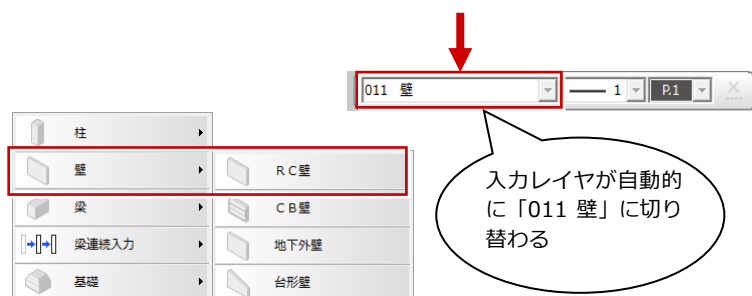 011 壁
1
P.1
柱
壁
梁
梁連続入力
基礎
ＲＣ壁
ＣＢ壁
地下外壁
台形壁
入力レイヤが自動的
に「011 壁」に切り
替わる